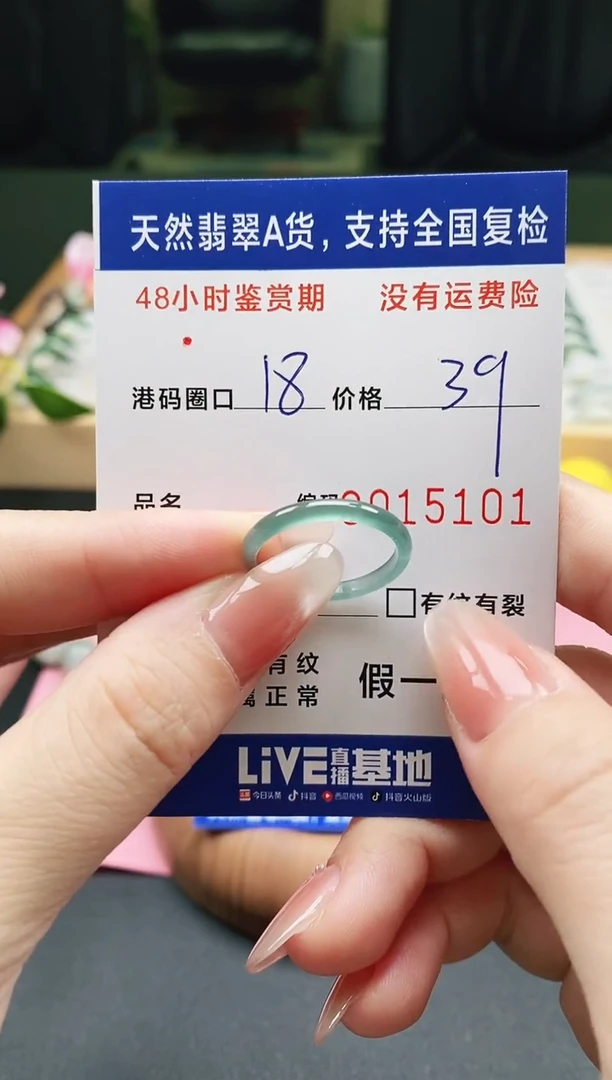 天然翡翠A货，支持全国复检
48小时鉴赏期 没有运费险
港码圈口 18 价格 39
品名 编码 0015101
□有纹有裂
有纹
属正常 假一
LiVE直播基地
今日头条 抖音 西瓜视频 抖音火山版